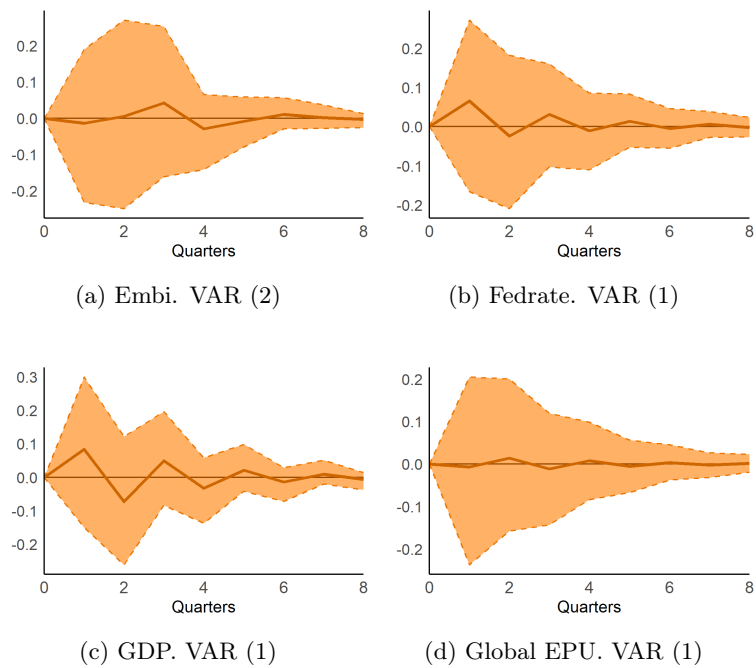 0.2
0.1
0.0
-0.1
-0.2
0 2 4 6 8
Quarters
(a) Embi. VAR (2)
0.2
0.1
0.0
-0.1
-0.2
0 2 4 6 8
Quarters
(b) Fedrate. VAR (1)
0.3
0.2
0.1
0.0
-0.1
-0.2
0 2 4 6 8
Quarters
(c) GDP. VAR (1)
0.2
0.1
0.0
-0.1
-0.2
0 2 4 6 8
Quarters
(d) Global EPU. VAR (1)